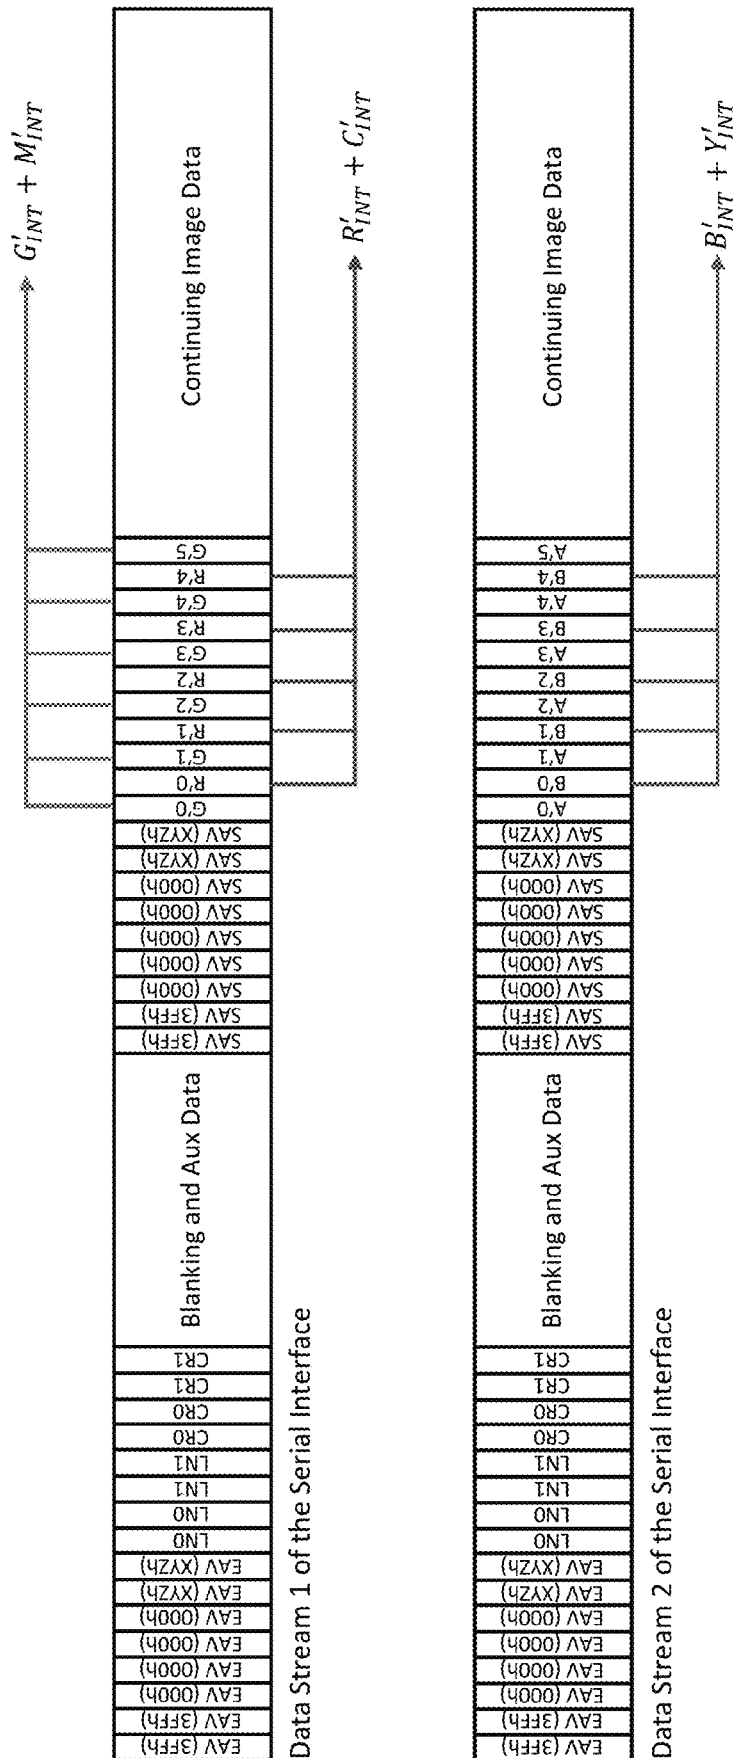 G'INT + M'INT
EAV (3FFh)
EAV (3FFh)
EAV (000h)
EAV (000h)
EAV (000h)
EAV (000h)
EAV (XYZh)
EAV (XYZh)
LN0
LN0
LN1
LN1
CR0
CR0
CR1
CR1
Blanking and Aux Data
SAV (3FFh)
SAV (3FFh)
SAV (000h)
SAV (000h)
SAV (000h)
SAV (000h)
SAV (000h)
SAV (XYZh)
SAV (XYZh)
G'0
R'0
G'1
R'1
G'2
R'2
G'3
R'3
G'4
R'4
G'5
Continuing Image Data
Data Stream 1 of the Serial Interface
R'INT + C'INT
EAV (3FFh)
EAV (3FFh)
EAV (000h)
EAV (000h)
EAV (000h)
EAV (000h)
EAV (XYZh)
EAV (XYZh)
LN0
LN0
LN1
LN1
CR0
CR0
CR1
CR1
Blanking and Aux Data
SAV (3FFh)
SAV (3FFh)
SAV (000h)
SAV (000h)
SAV (000h)
SAV (000h)
SAV (000h)
SAV (XYZh)
SAV (XYZh)
A'0
B'0
A'1
B'1
A'2
B'2
A'3
B'3
A'4
B'4
A'5
Continuing Image Data
Data Stream 2 of the Serial Interface
B'INT + Y'INT